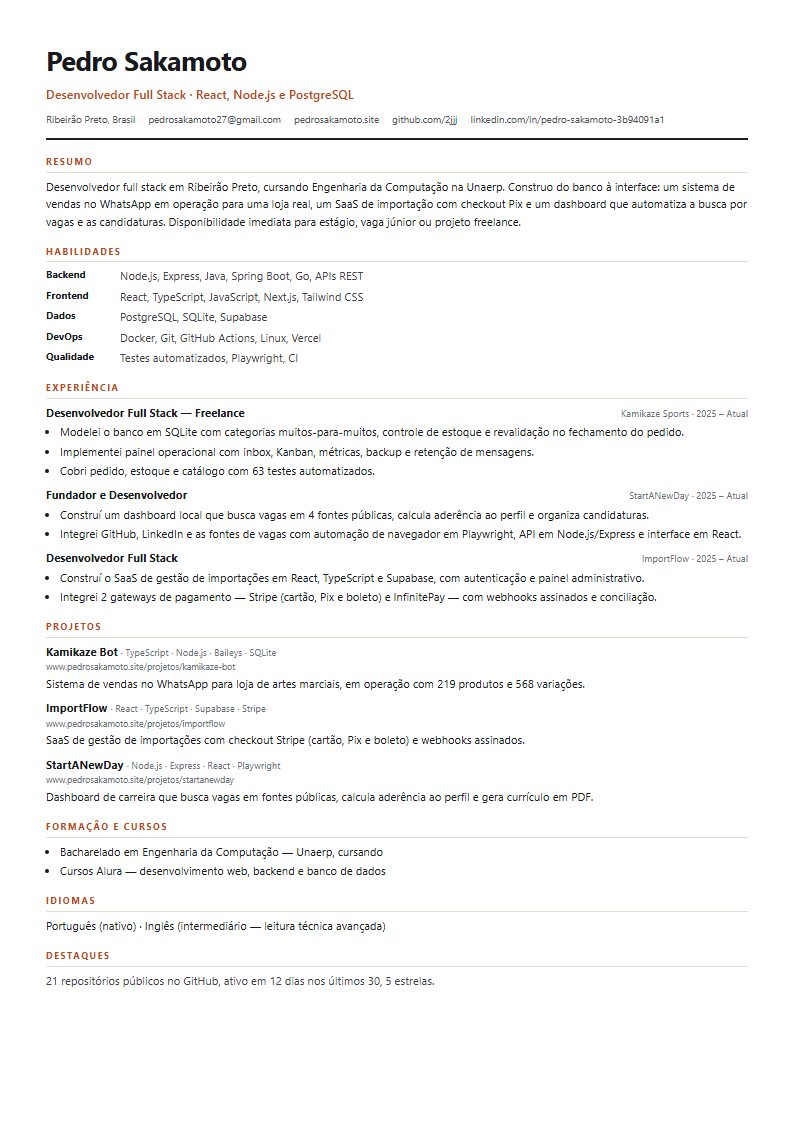 Pedro Sakamoto
Desenvolvedor Full Stack · React, Node.js e PostgreSQL
Ribeirão Preto, Brasil pedrosakamoto27@gmail.com pedrosakamoto.site github.com/2jjj linkedin.com/in/pedro-sakamoto-3b94091a1
RESUMO
Desenvolvedor full stack em Ribeirão Preto, cursando Engenharia da Computação na Unaerp. Construo do banco à interface: um sistema de
vendas no WhatsApp em operação para uma loja real, um SaaS de importação com checkout Pix e um dashboard que automatiza a busca por
vagas e as candidaturas. Disponibilidade imediata para estágio, vaga júnior ou projeto freelance.
HABILIDADES
Backend Node.js, Express, Java, Spring Boot, Go, APIs REST
Frontend React, TypeScript, JavaScript, Next.js, Tailwind CSS
Dados PostgreSQL, SQLite, Supabase
DevOps Docker, Git, GitHub Actions, Linux, Vercel
Qualidade Testes automatizados, Playwright, CI
EXPERIÊNCIA
Desenvolvedor Full Stack — Freelance Kamikaze Sports · 2025 – Atual
• Modelei o banco em SQLite com categorias muitos-para-muitos, controle de estoque e revalidação no fechamento do pedido.
• Implementei painel operacional com inbox, Kanban, métricas, backup e retenção de mensagens.
• Cobri pedido, estoque e catálogo com 63 testes automatizados.
Fundador e Desenvolvedor StartANewDay · 2025 – Atual
• Construí um dashboard local que busca vagas em 4 fontes públicas, calcula aderência ao perfil e organiza candidaturas.
• Integrei GitHub, LinkedIn e as fontes de vagas com automação de navegador em Playwright, API em Node.js/Express e interface em React.
Desenvolvedor Full Stack ImportFlow · 2025 – Atual
• Construí o SaaS de gestão de importações em React, TypeScript e Supabase, com autenticação e painel administrativo.
• Integrei 2 gateways de pagamento — Stripe (cartão, Pix e boleto) e InfinitePay — com webhooks assinados e conciliação.
PROJETOS
Kamikaze Bot · TypeScript · Node.js · Baileys · SQLite
www.pedrosakamoto.site/projetos/kamikaze-bot
Sistema de vendas no WhatsApp para loja de artes marciais, em operação com 219 produtos e 568 variações.
ImportFlow · React · TypeScript · Supabase · Stripe
www.pedrosakamoto.site/projetos/importflow
SaaS de gestão de importações com checkout Stripe (cartão, Pix e boleto) e webhooks assinados.
StartANewDay · Node.js · Express · React · Playwright
www.pedrosakamoto.site/projetos/startanewday
Dashboard de carreira que busca vagas em fontes públicas, calcula aderência ao perfil e gera currículo em PDF.
FORMAÇÃO E CURSOS
• Bacharelado em Engenharia da Computação — Unaerp, cursando
• Cursos Alura — desenvolvimento web, backend e banco de dados
IDIOMAS
Português (nativo) · Inglês (intermediário — leitura técnica avançada)
DESTAQUES
21 repositórios públicos no GitHub, ativo em 12 dias nos últimos 30, 5 estrelas.